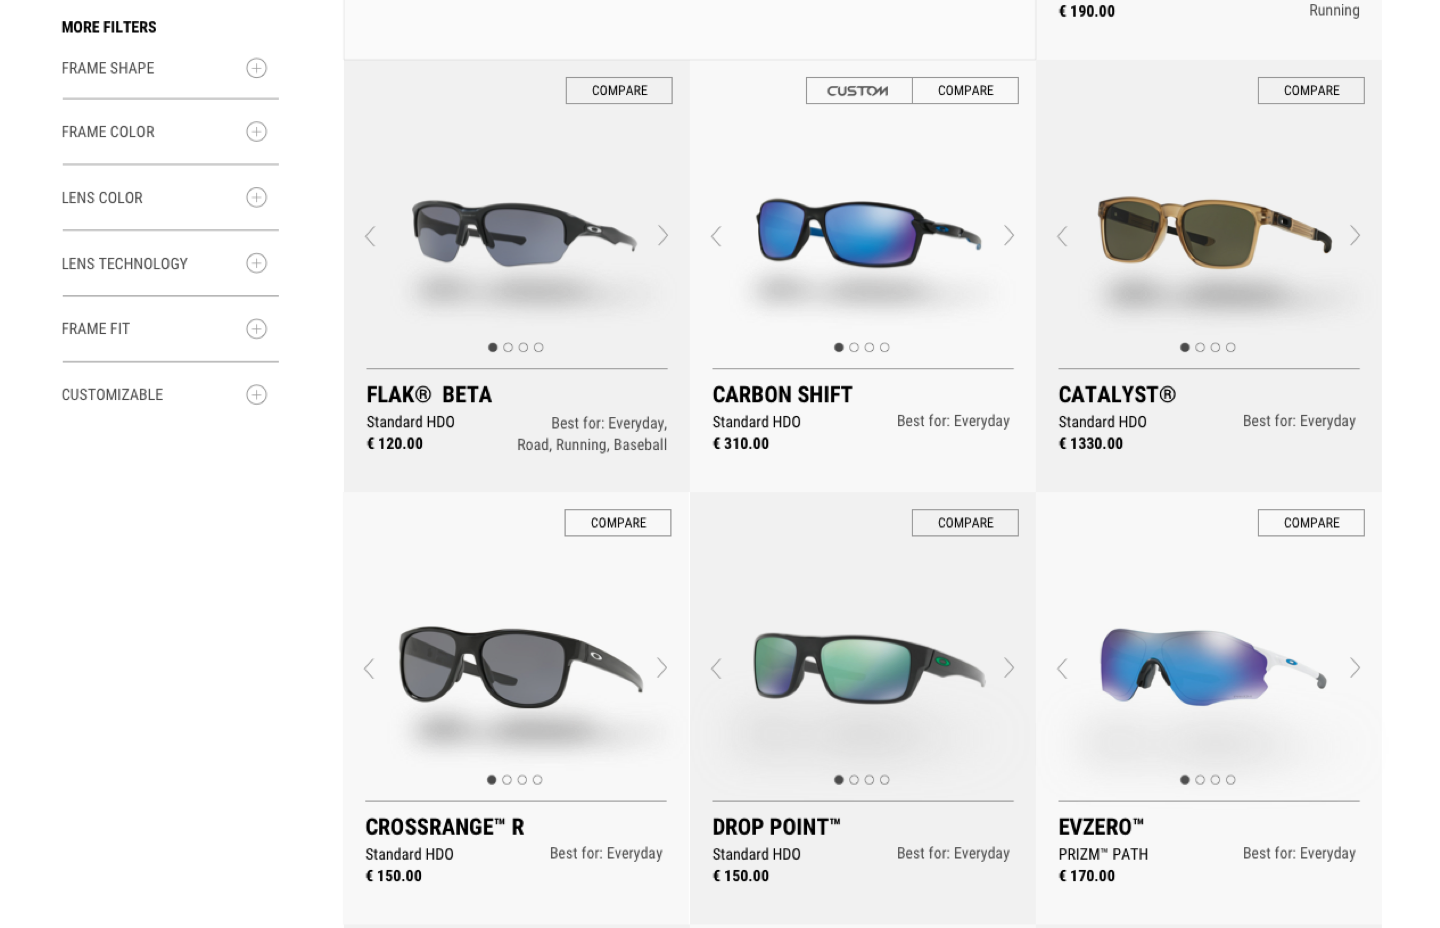 MORE FILTERS
FRAME SHAPE
FRAME COLOR
LENS COLOR
LENS TECHNOLOGY
FRAME FIT
CUSTOMIZABLE
€ 190.00
Running
COMPARE
FLAK®  BETA
Standard HDO
€ 120.00
Best for: Everyday,
Road, Running, Baseball
CUSTOM
COMPARE
CARBON SHIFT
Standard HDO
€ 310.00
Best for: Everyday
COMPARE
CATALYST®
Standard HDO
€ 1330.00
Best for: Everyday
COMPARE
CROSSRANGE™ R
Standard HDO
€ 150.00
Best for: Everyday
COMPARE
DROP POINT™
Standard HDO
€ 150.00
Best for: Everyday
COMPARE
EVZERO™
PRIZM™ PATH
€ 170.00
Best for: Everyday